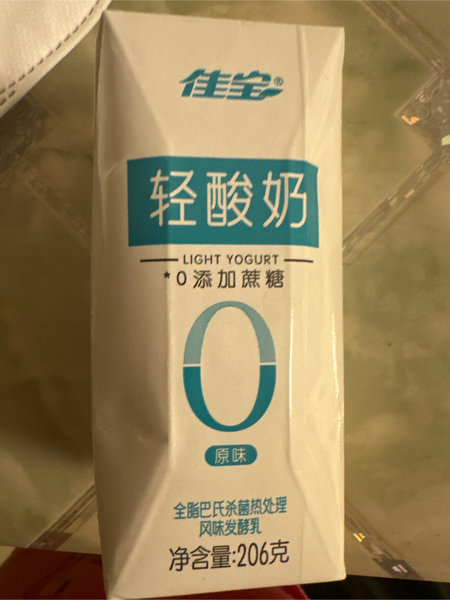 佳宝®
轻酸奶
LIGHT YOGURT
*0添加蔗糖
0
原味
全脂巴氏杀菌热处理
风味发酵乳
净含量:206克